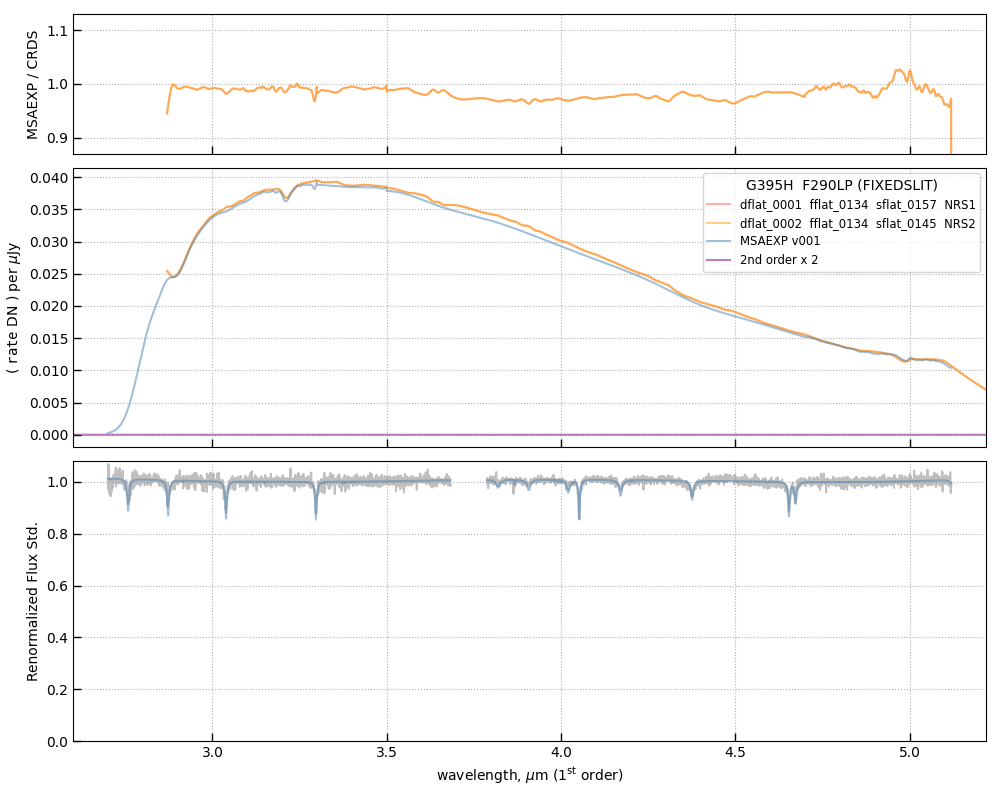 MSAEXP / CRDS
1.1
1.0
0.9
( rate DN ) per μJy
0.040
0.035
0.030
0.025
0.020
0.015
0.010
0.005
0.000
G395H F290LP (FIXEDSLIT)
dflat_0001 fflat_0134 sflat_0157 NRS1
dflat_0002 fflat_0134 sflat_0145 NRS2
MSAEXP v001
2nd order x 2
Renormalized Flux Std.
1.0
0.8
0.6
0.4
0.2
0.0
3.0 3.5 4.0 4.5 5.0
wavelength, μm (1st order)